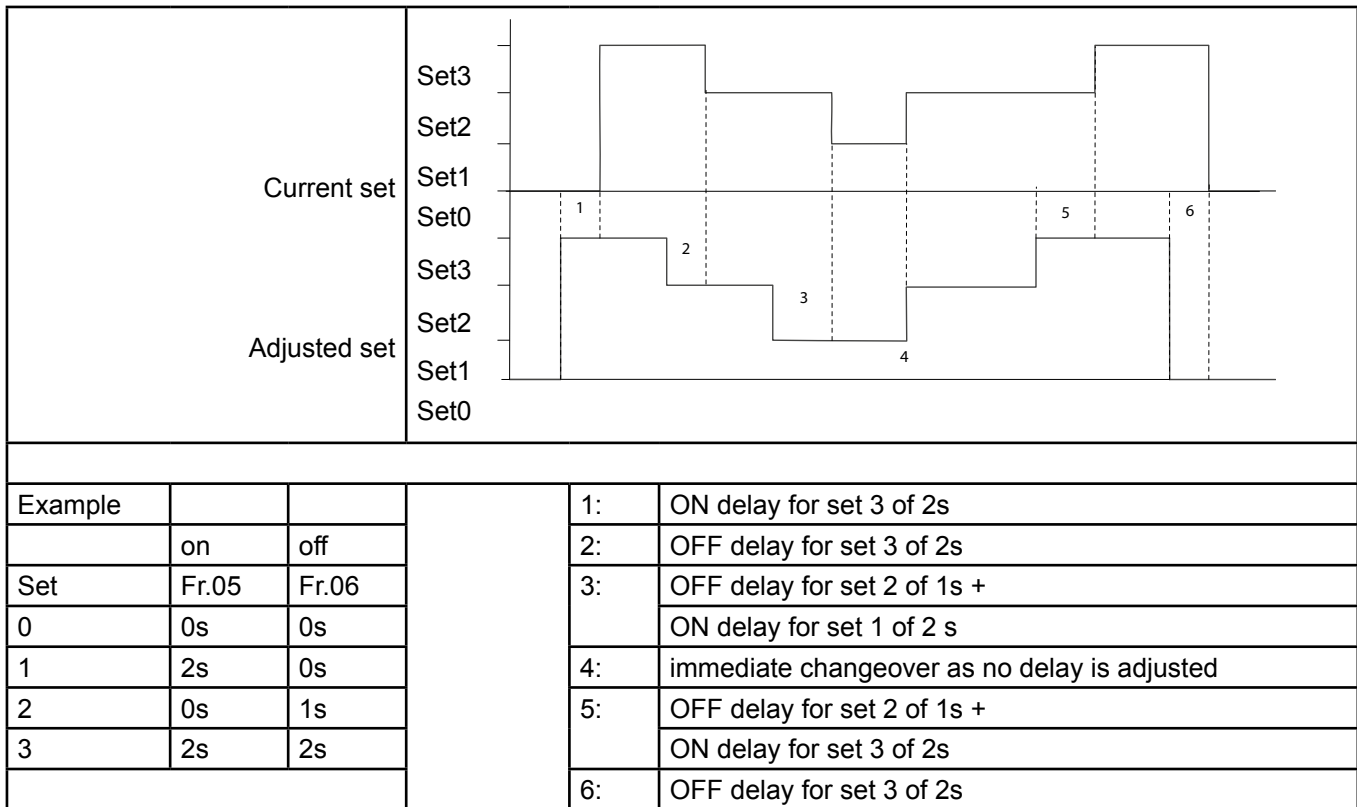 Set3
Set2
Current set
Set1
Set0
1
5
6
2
Set3
3
Set2
Adjusted set
4
Set1
Set0
Example
1: ON delay for set 3 of 2s
on off
2: OFF delay for set 3 of 2s
Set Fr.05 Fr.06
3: OFF delay for set 2 of 1s +
0 0s 0s
ON delay for set 1 of 2 s
1 2s 0s
4: immediate changeover as no delay is adjusted
2 0s 1s
5: OFF delay for set 2 of 1s +
3 2s 2s
ON delay for set 3 of 2s
6: OFF delay for set 3 of 2s